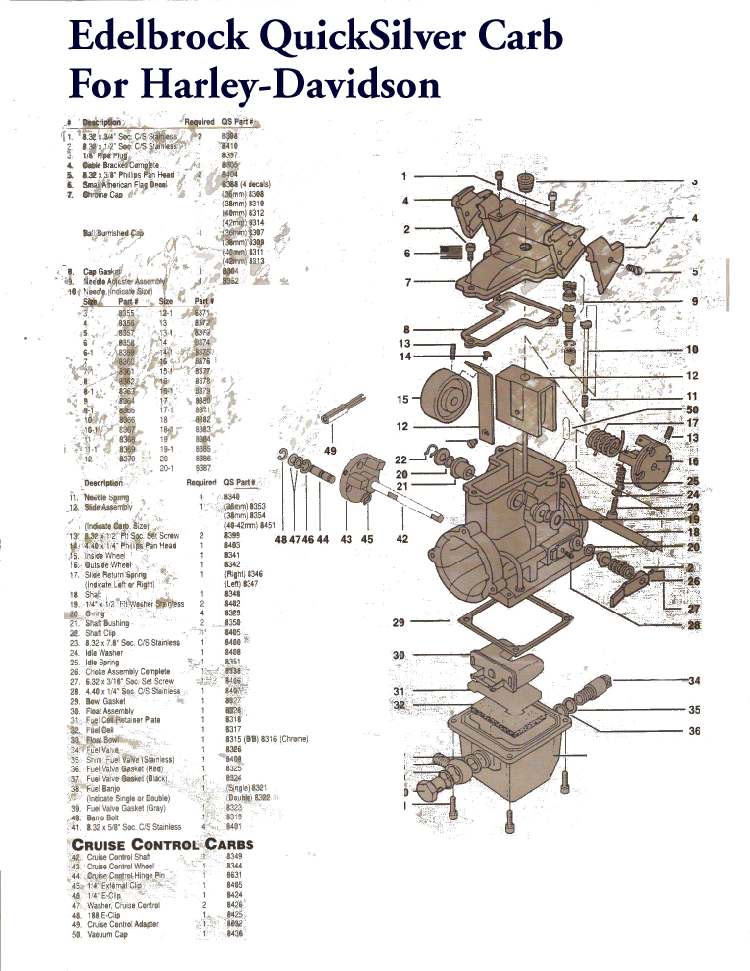 Edelbrock QuickSilver Carb
For Harley-Davidson
# Description Required QS Part #
1. 8.32 x 3/4" Soc. C/S Stainless 2
2 8.32 x 1/2" Soc. C/S Stainless 8410
3. 1/8" Pipe Plug 8397
4. Cable Bracket Complete
5. 8.32 x 3/8" Phillips Pan Head 2 8404
6. Small American Flag Decal 8368 (4 decals)
7. Chrome Cap (36mm) 8308
(38mm) 8310
(40mm) 8312
(42mm) 8314
Ball Burnished Cap (36mm) 8307
(38mm) 8309
(40mm) 8311
(42mm) 8313
8. Cap Gasket 8304
9. Needle Adjuster Assembly 8352
10 Needle (Indicate Size)
Size Part # Size Part #
3 8355 12-1 8371
4 8356 13 8372
5 8357 13-1 8373
6 8358 14 8374
6-1 8359 14-1 8375
7 8360 15 8376
7-1 8361 15-1 8377
8 8362 16 8378
8-1 8363 16-1 8379
9 8364 17 8380
9-1 17-1 8381
10 8366 18 8382
10-1 8367 18-1 8383
11 8368 19 8384
11-1 8369 19-1 8385
12 8370 20 8386
20-1 8387
Description Required QS Part #
11. Needle Spring 1 8340
12. Slide Assembly 1 (36mm) 8353
(38mm) 8354
(Indicate Carb. Size) (40-42mm) 8451
13. 8.32 x 1/2" Flt Soc. Set Screw 2 8399
14. 4.40 x 1/4" Phillips Pan Head 1 8403
15. Inside Wheel 1 8341
16. Outside Wheel 1 8342
17. Slide Return Spring 1 (Right) 8346
(Indicate Left or Right) (Left) 8347
18 Shaft 1 8348
19. 1/4" x 1/2" Flt Washer Stainless 2 8402
20. O-ring 4 8329
21. Shaft Bushing 2 8350
22. Shaft Clip 1 8405
23. 8.32 x 7/8" Soc. C/S Stainless 1 8400
24. Idle Washer 1 8408
25. Idle Spring 1 8351
26. Choke Assembly Complete 1 8338
27. 6.32 x 3/16" Soc. Set Screw 1 8406
28. 4.40 x 1/4" Soc. C/S Stainless 1 8407
29. Bow Gasket 1 8327
30. Float Assembly 1 8328
31. Fuel Cell Retainer Plate 1 8318
32. Fuel Cell 1 8317
33. Float Bowl 1 8315 (B/B) 8316 (Chrome)
34. Fuel Valve 1 8326
35. Shim, Fuel Valve (Stainless) 1 8409
36. Fuel Valve Gasket (Red) 1 8325
37. Fuel Valve Gasket (Black) 1 8324
38. Fuel Banjo 1 (Single) 8321
(Indicate Single or Double) (Double) 8322
39. Fuel Valve Gasket (Gray) 1 8323
40. Banjo Bolt 1 8319
41. 8.32 x 5/8" Soc. C/S Stainless 4 8401
CRUISE CONTROL CARBS
42. Cruise Control Shaft 1 8349
43. Cruise Control Wheel 1 8344
44. Cruise Control Hinge Pin 1 8631
45. 1/4" External Clip 1 8405
46. 1/4" E-Clip 1 8424
47. Washer, Cruise Control 2 8426
48. 188 E-Clip 1 8425
49. Cruise Control Adapter 1 8632
50. Vacuum Cap 1 8436
1
4
2
6
7
8
13
14
15
12
22
20
21
49
48 47 46 44 43 45 42
29
30
31
32
4
5
9
10
12
11
50
17
13
16
25
24
23
19
18
20
2
26
27
28
34
35
36